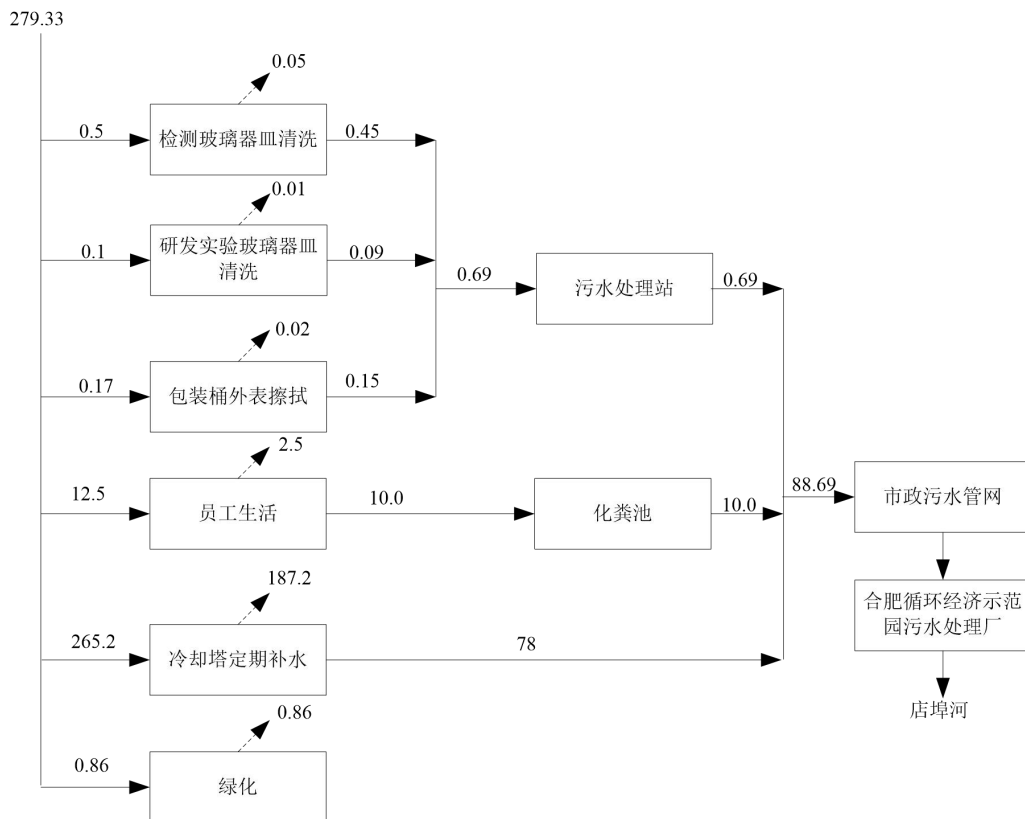 279.33
0.05
0.5
检测玻璃器皿清洗
0.45
0.01
0.1
研发实验玻璃器皿
清洗
0.09
0.69
污水处理站
0.69
0.02
0.17
包装桶外表擦拭
0.15
2.5
12.5
员工生活
10.0
化粪池
10.0
88.69
市政污水管网
187.2
265.2
冷却塔定期补水
78
合肥循环经济示范
园污水处理厂
店埠河
0.86
0.86
绿化